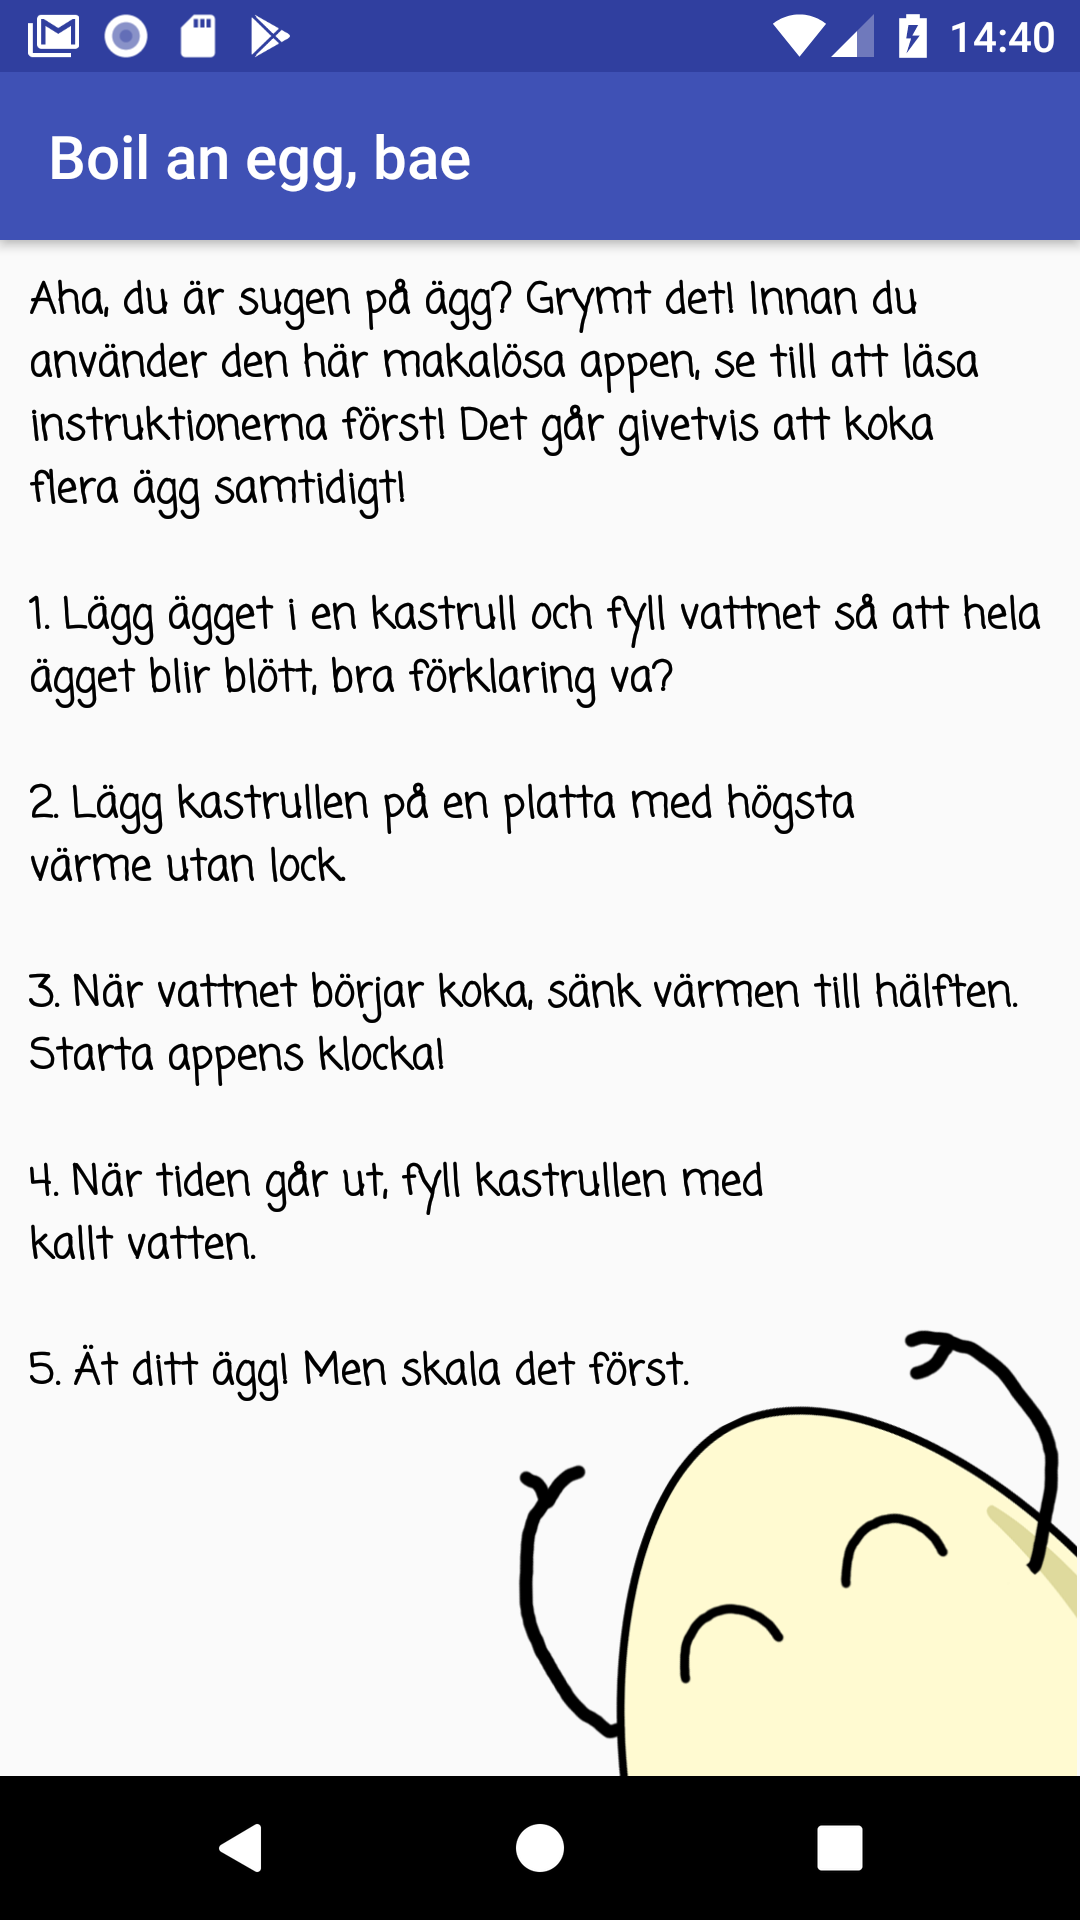 14:40
Boil an egg, bae
Aha, du är sugen på ägg? Grymt det! Innan du
använder den här makalösa appen, se till att läsa
instruktionerna först! Det går givetvis att koka
flera ägg samtidigt!
1. Lägg ägget i en kastrull och fyll vattnet så att hela
ägget blir blött, bra förklaring va?
2. Lägg kastrullen på en platta med högsta
värme utan lock.
3. När vattnet börjar koka, sänk värmen till hälften.
Starta appens klocka!
4. När tiden går ut, fyll kastrullen med
kallt vatten.
5. Ät ditt ägg! Men skala det först.